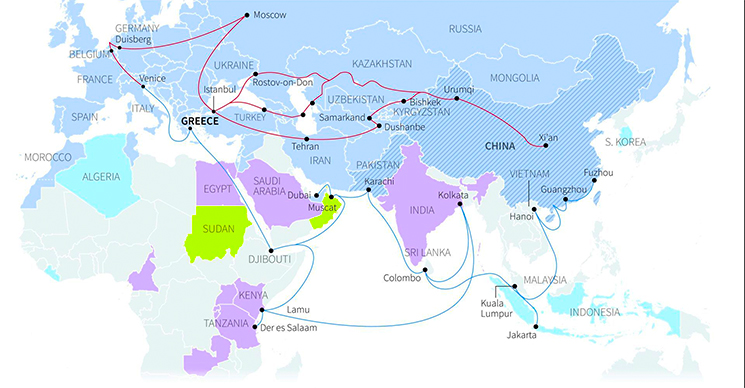 Moscow
GERMANY
Duisberg
RUSSIA
BELGIUM
UKRAINE
KAZAKHSTAN
FRANCE
Venice
Rostov-on-Don
MONGOLIA
Istanbul
Urumqi
ITALY
UZBEKISTAN
Bishkek
SPAIN
GREECE
TURKEY
Samarkand
KYRGYZSTAN
Dushanbe
Xi'an
CHINA
S. KOREA
Tehran
MOROCCO
IRAN
PAKISTAN
ALGERIA
SAUDI
ARABIA
VIETNAM
Fuzhou
EGYPT
Dubai
Karachi
Kolkata
Guangzhou
Muscat
INDIA
Hanoi
SUDAN
DJIBOUTI
SRI LANKA
Colombo
MALAYSIA
KENYA
Kuala.
Lumpur
Lamu
INDONESIA
TANZANIA
Der es Salaam
Jakarta